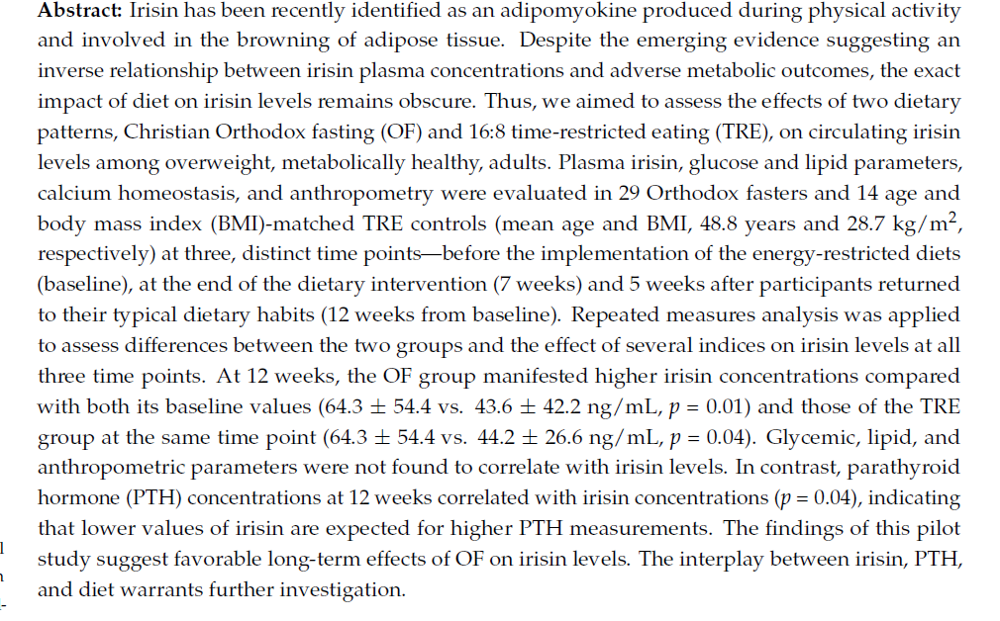 Abstract: Irisin has been recently identified as an adipomyokine produced during physical activity
and involved in the browning of adipose tissue. Despite the emerging evidence suggesting an
inverse relationship between irisin plasma concentrations and adverse metabolic outcomes, the exact
impact of diet on irisin levels remains obscure. Thus, we aimed to assess the effects of two dietary
patterns, Christian Orthodox fasting (OF) and 16:8 time-restricted eating (TRE), on circulating irisin
levels among overweight, metabolically healthy, adults. Plasma irisin, glucose and lipid parameters,
calcium homeostasis, and anthropometry were evaluated in 29 Orthodox fasters and 14 age and
body mass index (BMI)-matched TRE controls (mean age and BMI, 48.8 years and 28.7 kg/m²,
respectively) at three, distinct time points—before the implementation of the energy-restricted diets
(baseline), at the end of the dietary intervention (7 weeks) and 5 weeks after participants returned
to their typical dietary habits (12 weeks from baseline). Repeated measures analysis was applied
to assess differences between the two groups and the effect of several indices on irisin levels at all
three time points. At 12 weeks, the OF group manifested higher irisin concentrations compared
with both its baseline values (64.3 ± 54.4 vs. 43.6 ± 42.2 ng/mL, p = 0.01) and those of the TRE
group at the same time point (64.3 ± 54.4 vs. 44.2 ± 26.6 ng/mL, p = 0.04). Glycemic, lipid, and
anthropometric parameters were not found to correlate with irisin levels. In contrast, parathyroid
hormone (PTH) concentrations at 12 weeks correlated with irisin concentrations (p = 0.04), indicating
that lower values of irisin are expected for higher PTH measurements. The findings of this pilot
study suggest favorable long-term effects of OF on irisin levels. The interplay between irisin, PTH,
and diet warrants further investigation.